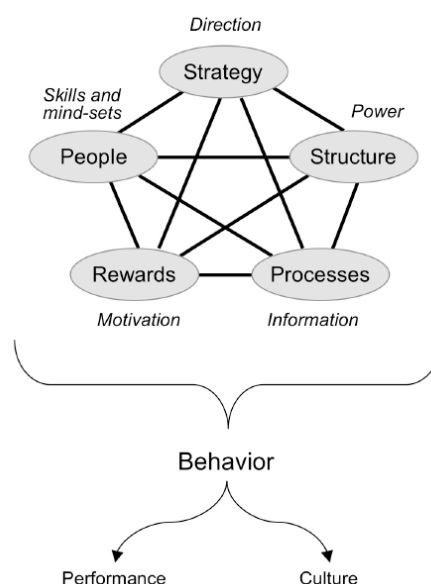 Direction
Strategy
Skills and
mind-sets
Power
People
Structure
Rewards
Processes
Motivation
Information
Behavior
Performance
Culture